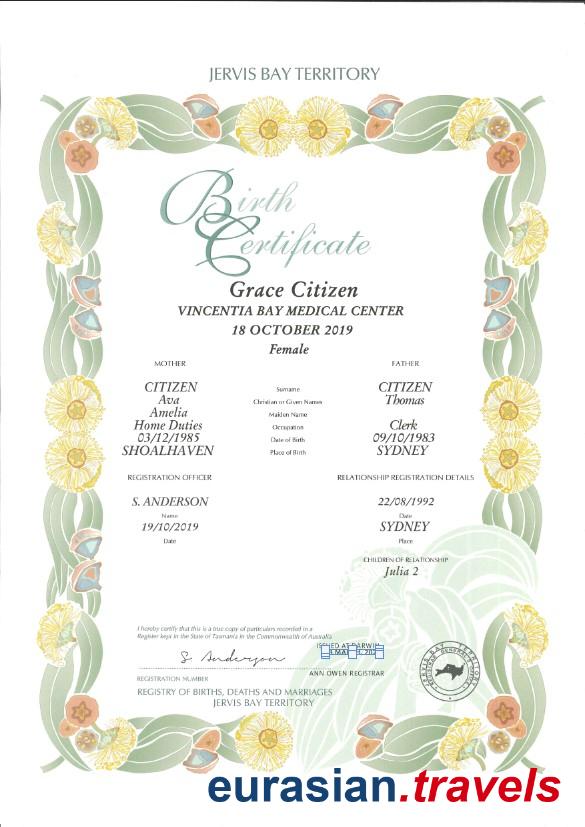 JERVIS BAY TERRITORY
Birth
Certificate
Grace Citizen
VINCENTIA BAY MEDICAL CENTER
18 OCTOBER 2019
Female
MOTHER FATHER
CITIZEN Surname CITIZEN
Ava Christian or Given Names Thomas
Amelia Maiden Name
Home Duties Occupation Clerk
03/12/1985 Date of Birth 09/10/1983
SHOALHAVEN Place of Birth SYDNEY
REGISTRATION OFFICER RELATIONSHIP REGISTRATION DETAILS
S. ANDERSON 22/08/1992
Name Date
19/10/2019 SYDNEY
Date Place
CHILDREN OF RELATIONSHIP
Julia 2
I hereby certify that this is a true copy of particulars recorded in a
Register kept in the State of Tasmania in the Commonwealth of Australia
ISSUED AT DARWIN
S. Anderson
ANN OWEN REGISTRAR
REGISTRATION NUMBER
REGISTRY OF BIRTHS, DEATHS AND MARRIAGES
JERVIS BAY TERRITORY
eurasian.travels